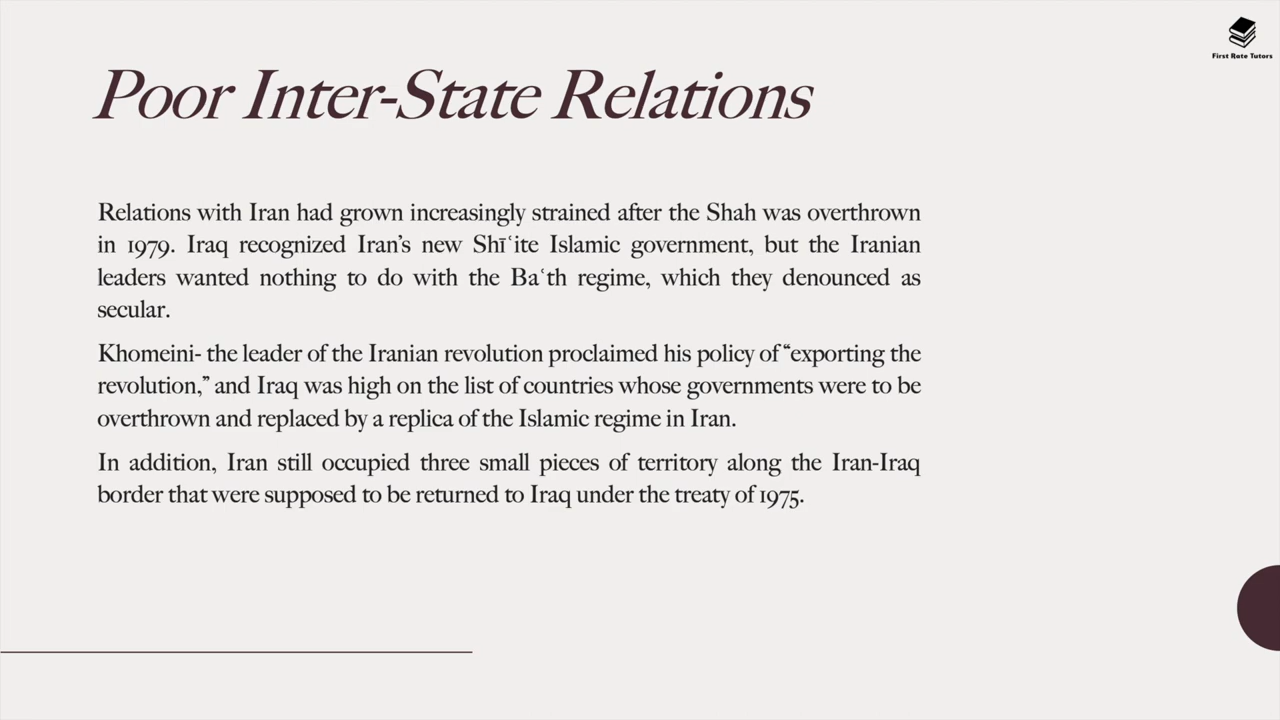 First Rate Tutors
Poor Inter-State Relations
Relations with Iran had grown increasingly strained after the Shah was overthrown
in 1979. Iraq recognized Iran’s new Shīʿite Islamic government, but the Iranian
leaders wanted nothing to do with the Baʿth regime, which they denounced as
secular.
Khomeini- the leader of the Iranian revolution proclaimed his policy of “exporting the
revolution,” and Iraq was high on the list of countries whose governments were to be
overthrown and replaced by a replica of the Islamic regime in Iran.
In addition, Iran still occupied three small pieces of territory along the Iran-Iraq
border that were supposed to be returned to Iraq under the treaty of 1975.